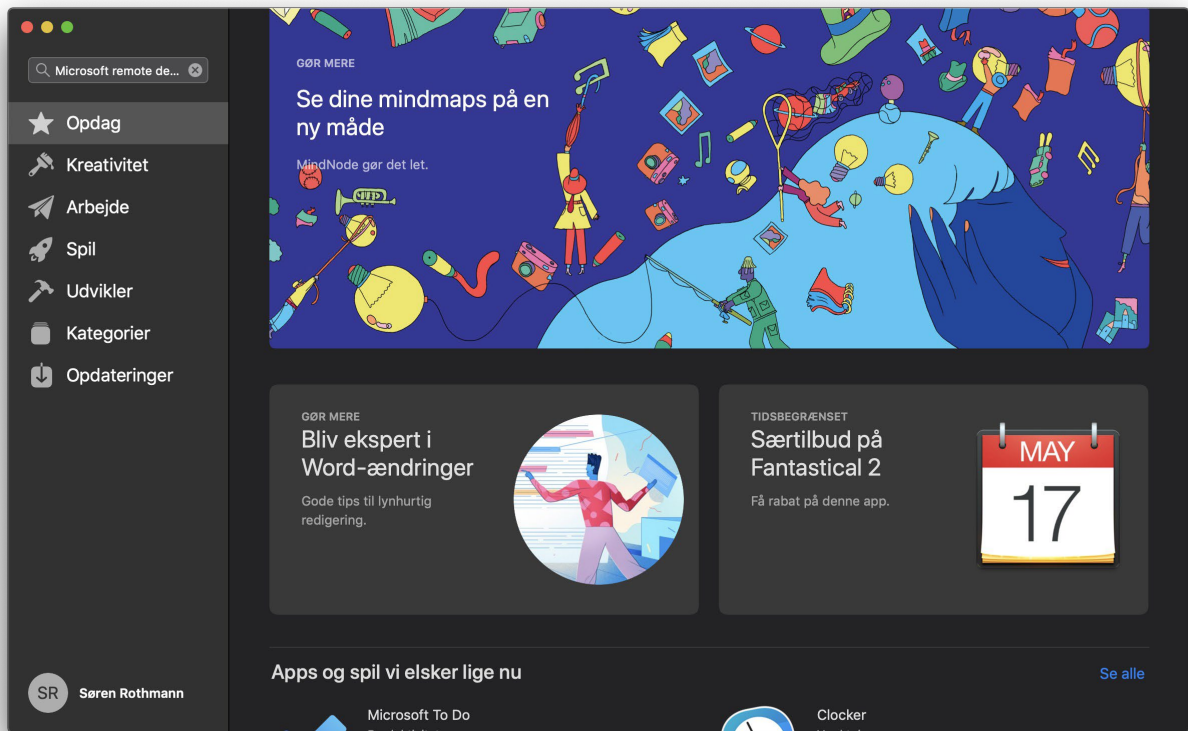 Microsoft remote de...
Opdag
Kreativitet
Arbejde
Spil
Udvikler
Kategorier
Opdateringer
SR
Søren Rothmann
GØR MERE
Se dine mindmaps på en
ny måde
MindNode gør det let.
GØR MERE
Bliv ekspert i
Word-ændringer
Gode tips til lynhurtig
redigering.
TIDSBEGRÆNSET
Særtilbud på
Fantastical 2
Få rabat på denne app.
MAY
17
Apps og spil vi elsker lige nu
Se alle
Microsoft To Do
Clocker